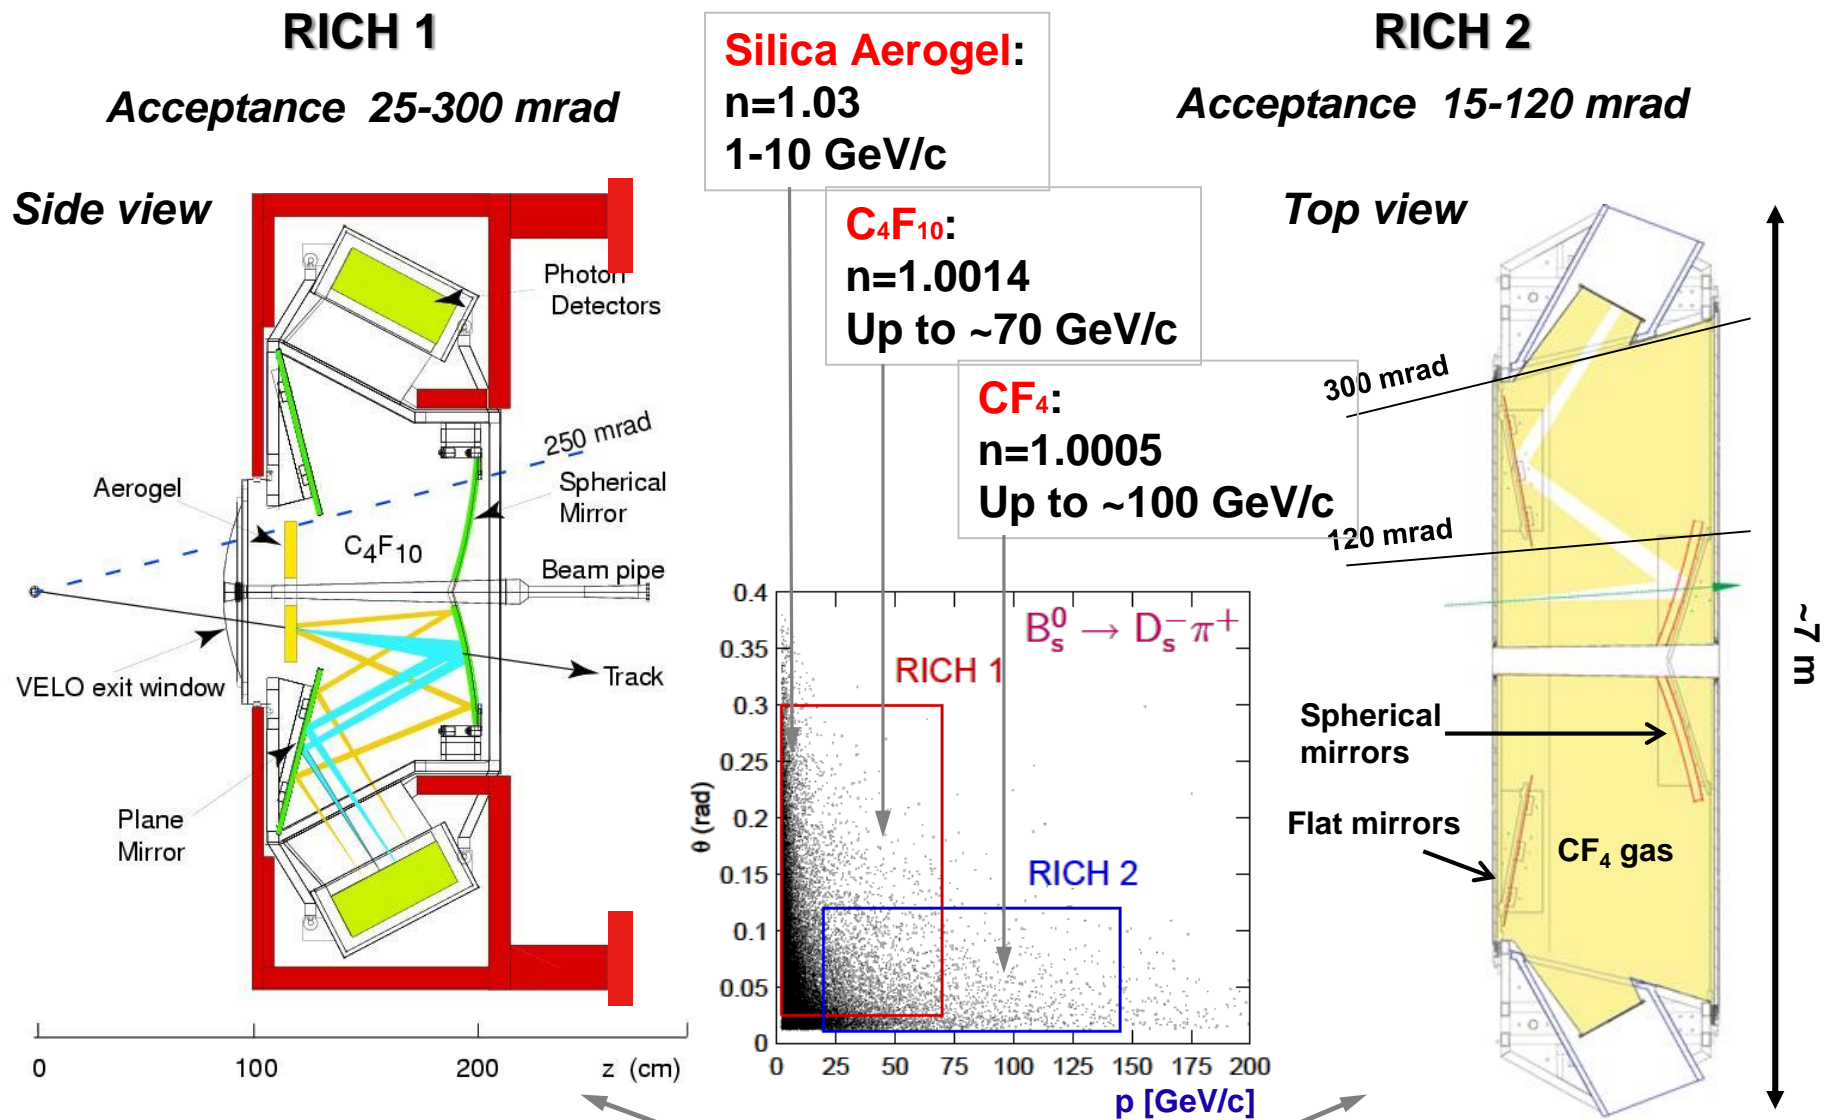 RICH 1
Acceptance  25-300 mrad
Side view
Photon
Detectors
250 mrad
Aerogel
Spherical
Mirror
C₄F₁₀
Beam pipe
VELO exit window
Track
Plane
Mirror
0
100
200
z (cm)
Silica Aerogel:
n=1.03
1-10 GeV/c
C₄F₁₀:
n=1.0014
Up to ~70 GeV/c
CF₄:
n=1.0005
Up to ~100 GeV/c
B⁰ₛ → D⁻ₛ π⁺
RICH 1
RICH 2
θ (rad)
0.4
0.35
0.3
0.25
0.2
0.15
0.1
0.05
0
0 25 50 75 100 125 150 175 200
p [GeV/c]
RICH 2
Acceptance  15-120 mrad
Top view
300 mrad
120 mrad
~7 m
Spherical
mirrors
Flat mirrors
CF₄ gas